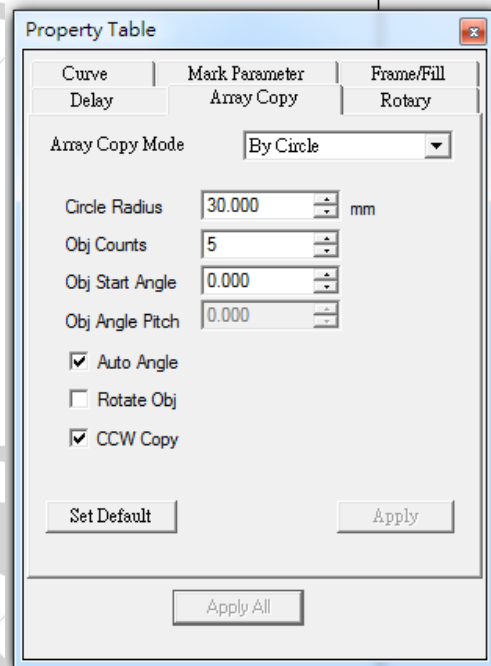 Property Table
Curve Mark Parameter Frame/Fill
Delay Array Copy Rotary
Array Copy Mode By Circle
Circle Radius 30.000 mm
Obj Counts 5
Obj Start Angle 0.000
Obj Angle Pitch 0.000
Auto Angle
Rotate Obj
CCW Copy
Set Default Apply
Apply All